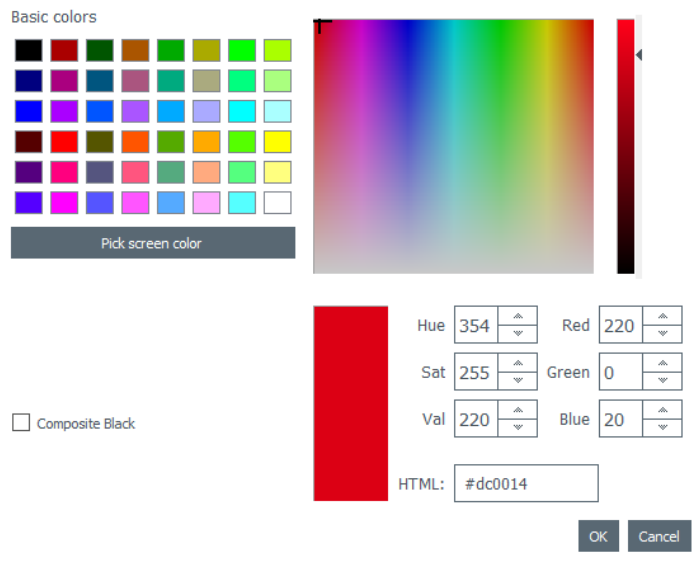 Basic colors
Pick screen color
Hue 354 Red 220
Sat 255 Green 0
Val 220 Blue 20
Composite Black
HTML: #dc0014
OK Cancel